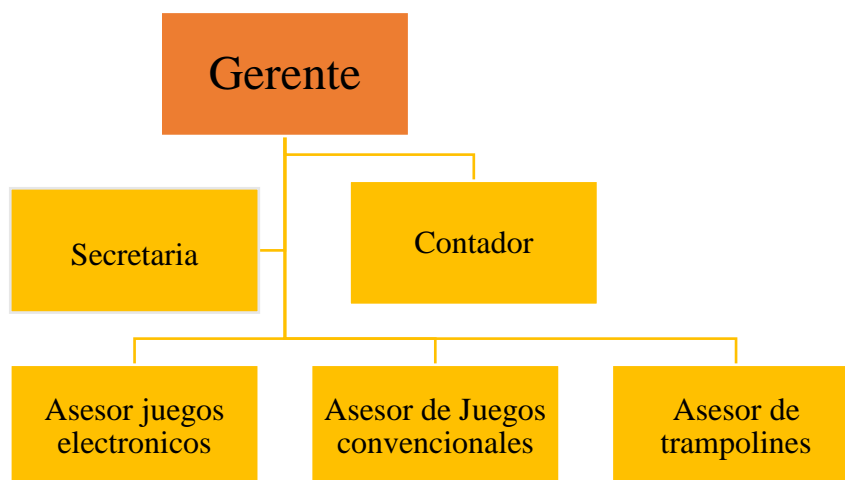 Gerente
Secretaria
Contador
Asesor juegos
electronicos
Asesor de Juegos
convencionales
Asesor de
trampolines